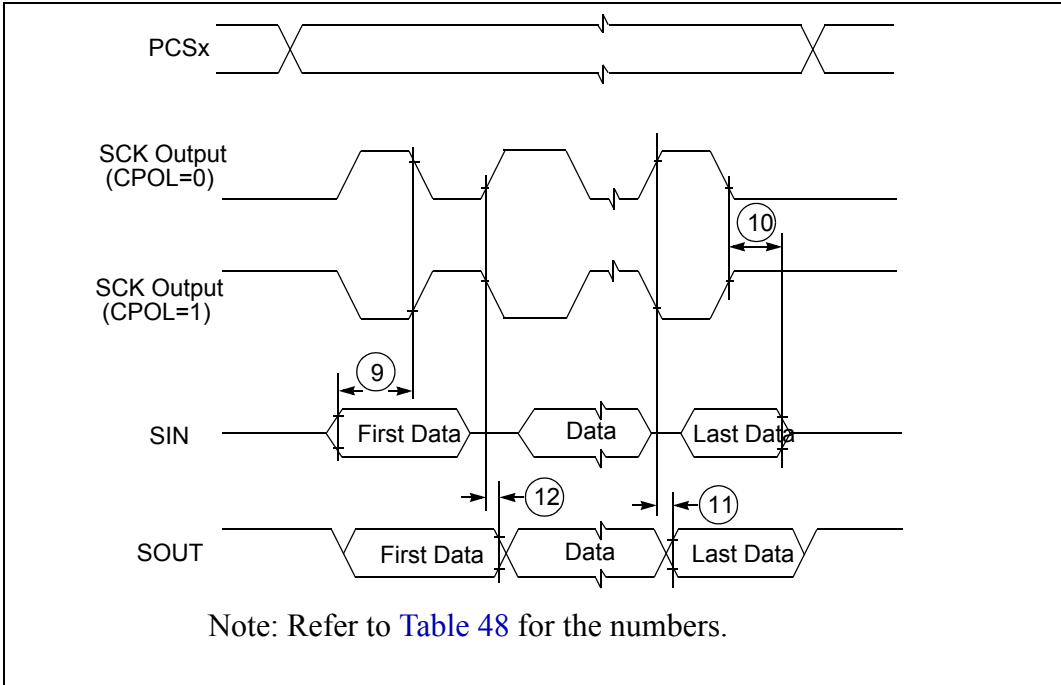 PCSx
SCK Output
(CPOL=0)
10
SCK Output
(CPOL=1)
9
SIN
First Data
Data
Last Data
12
11
SOUT
First Data
Data
Last Data
Note: Refer to Table 48 for the numbers.